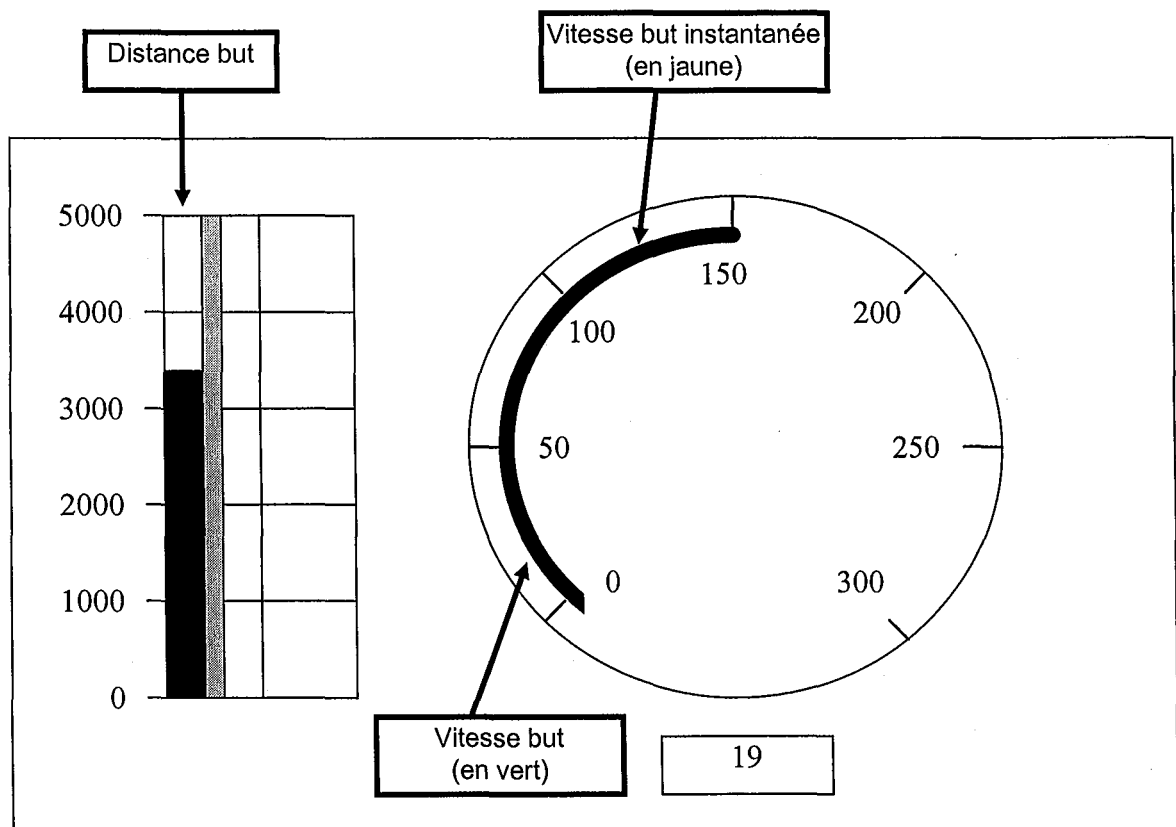 Distance but
Vitesse but instantanée
(en jaune)
5000
4000
3000
2000
1000
0
150
100
200
50
250
0
300
Vitesse but
(en vert)
19